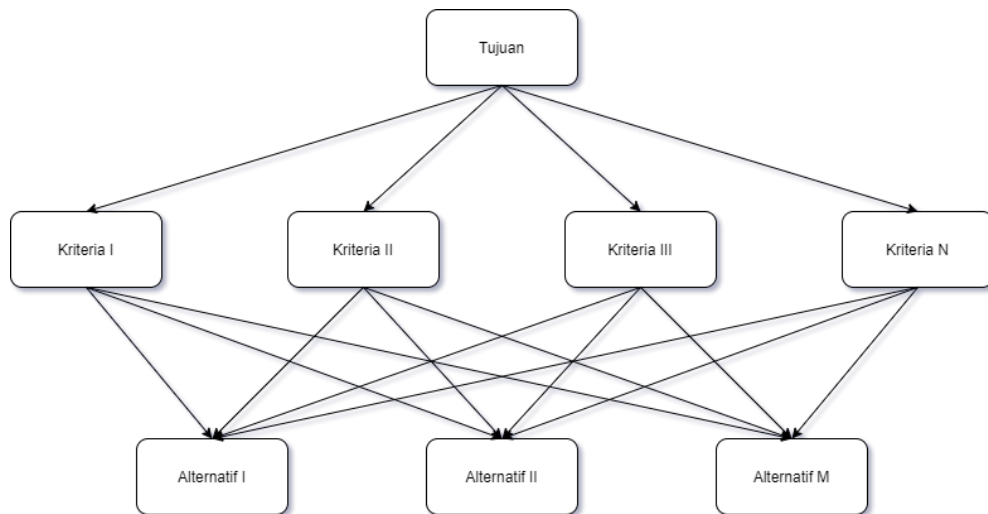 Tujuan
Kriteria I
Kriteria II
Kriteria III
Kriteria N
Alternatif I
Alternatif II
Alternatif M